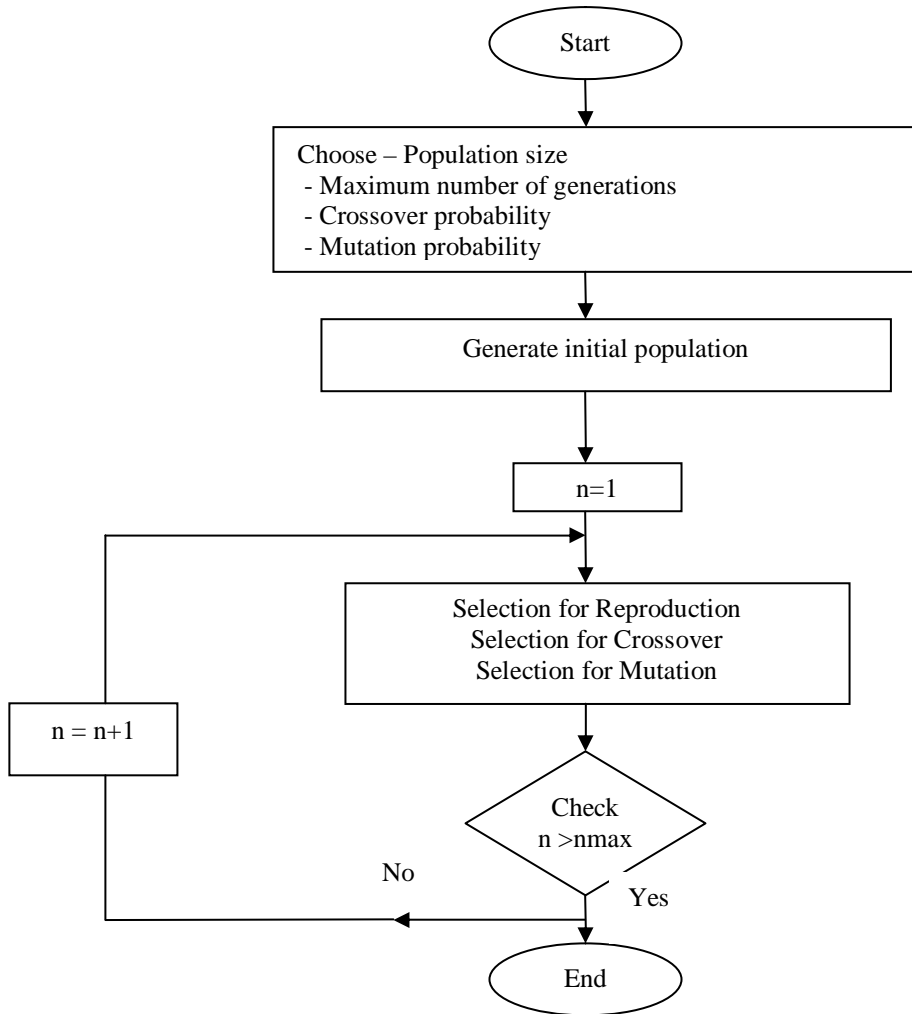 Start
Choose – Population size
- Maximum number of generations
- Crossover probability
- Mutation probability
Generate initial population
n=1
Selection for Reproduction
Selection for Crossover
Selection for Mutation
n = n+1
Check
n >nmax
No
Yes
End